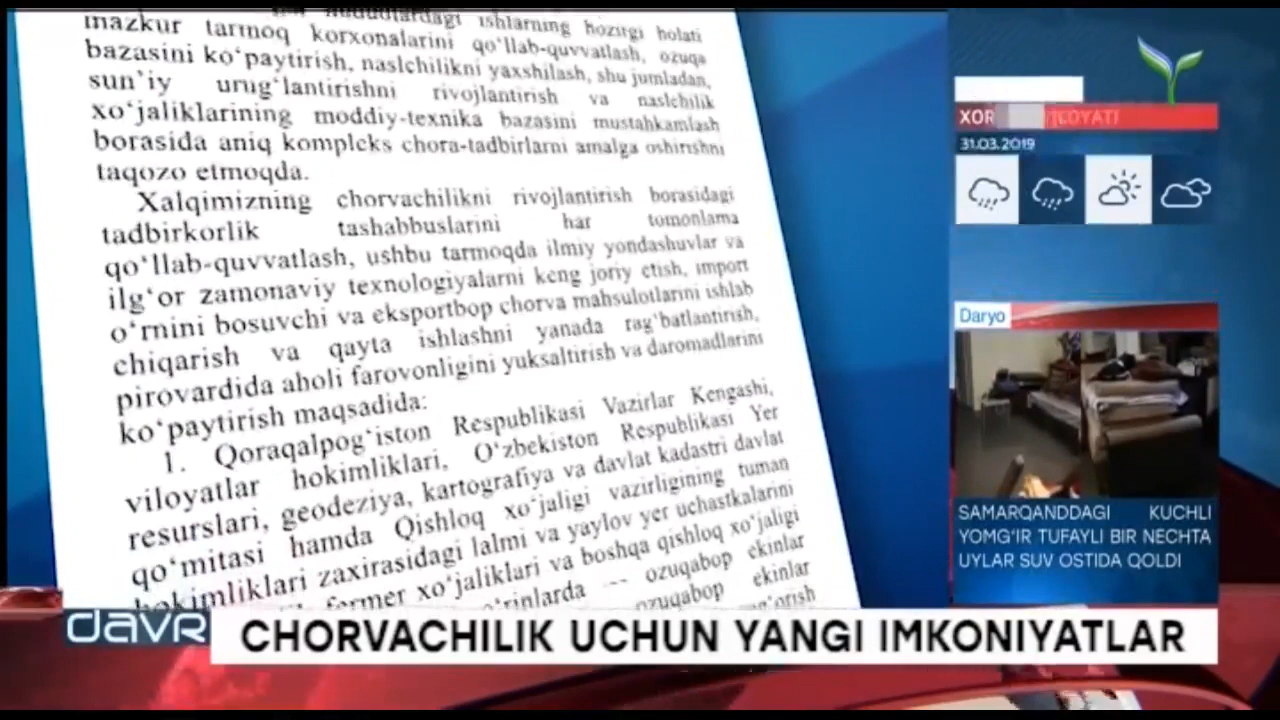 ishlarning hozirgi holati
mazkur tarmoq korxonalarini qo‘llab-quvvatlash, ozuqa
bazasini ko‘paytirish, naslchilikni yaxshilash, shu jumladan,
sun’iy urug‘lantirishni rivojlantirish va naslchilik
xo‘jaliklarining moddiy-texnika bazasini mustahkamlash
borasida aniq kompleks chora-tadbirlarni amalga oshirishni
taqozo etmoqda.
Xalqimizning chorvachilikni rivojlantirish borasidagi
tadbirkorlik tashabbuslarini har tomonlama
qo‘llab-quvvatlash, ushbu tarmoqda ilmiy yondashuvlar va
ilg‘or zamonaviy texnologiyalarni keng joriy etish, import
o‘rnini bosuvchi va eksportbop chorva mahsulotlarini ishlab
chiqarish va qayta ishlashni yanada rag‘batlantirish,
pirovardida aholi farovonligini yuksaltirish va daromadlarini
ko‘paytirish maqsadida:
1. Qoraqalpog‘iston Respublikasi Vazirlar Kengashi,
viloyatlar hokimliklari, O‘zbekiston Respublikasi Yer
resurslari, geodeziya, kartografiya va davlat kadastri davlat
qo‘mitasi hamda Qishloq xo‘jaligi vazirligining tuman
hokimliklari zaxirasidagi lalmi va yaylov yer uchastkalarini
fermer xo‘jaliklari va boshqa qishloq xo‘jaligi
ozuqabop ekinlar
ozuqabop ekinlar
XOR
31.03.2019
Daryo
SAMARQANDDAGI KUCHLI
YOMG‘IR TUFAYLI BIR NECHTA
UYLAR SUV OSTIDA QOLDI
davr
CHORVACHILIK UCHUN YANGI IMKONIYATLAR